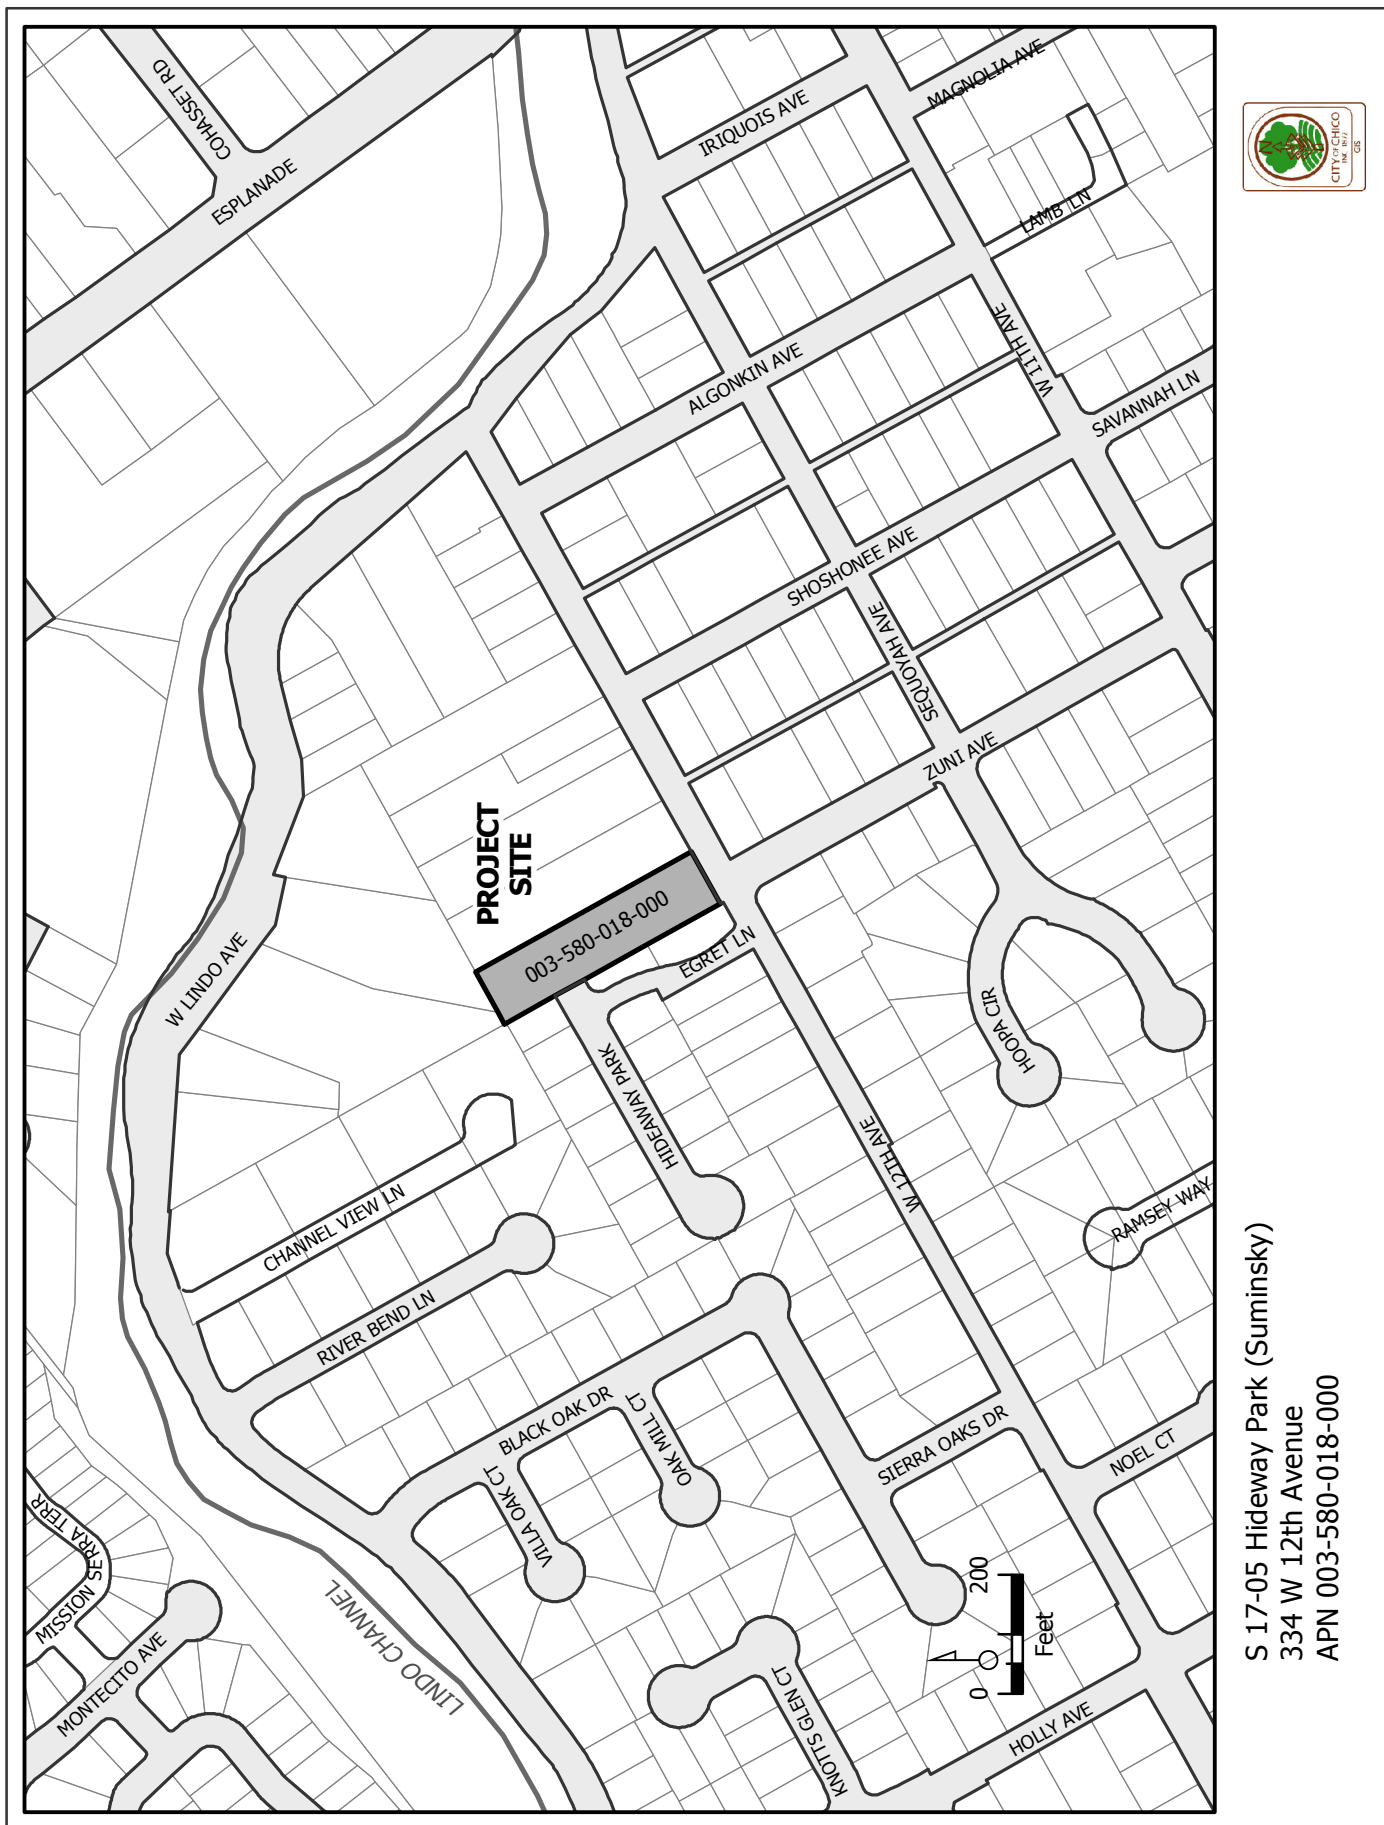 COHASSET RD
ESPLANADE
IRIQUOIS AVE
MAGNOLIA AVE
LAMB LN
W 11TH AVE
ALGONKIN AVE
SAVANNAH LN
SHOSHONEE AVE
SEQUOYAH AVE
ZUNI AVE
PROJECT
SITE
003-580-018-000
W LINDO AVE
EGRET LN
HIDEAWAY PARK
HOOPA CIR
W 12TH AVE
CHANNEL VIEW LN
RIVER BEND LN
RAMSEY WAY
BLACK OAK DR
OAK MILL CT
VILLA OAK CT
SIERRA OAKS DR
NOEL CT
MISSION SERRA TERR
MONTECITO AVE
LINDO CHANNEL
KNOTTS GLEN CT
HOLLY AVE
0 200
Feet
S 17-05 Hideway Park (Suminsky)
334 W 12th Avenue
APN 003-580-018-000
N
CITY OF CHICO
INC. 1872
GIS